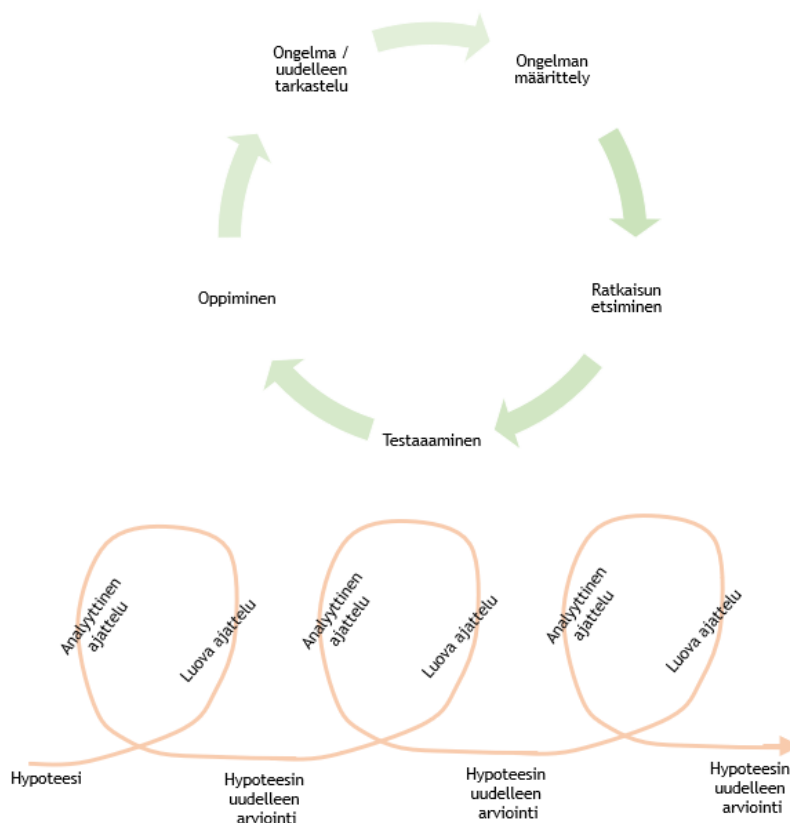 Ongelma /
uudelleen
tarkastelu
Ongelman
määrittely
Ratkaisun
etsiminen
Testaaaminen
Oppiminen
Analyyttinen
ajattelu
Luova ajattelu
Analyyttinen
ajattelu
Luova ajattelu
Analyyttinen
ajattelu
Luova ajattelu
Hypoteesi
Hypoteesin
uudelleen
arviointi
Hypoteesin
uudelleen
arviointi
Hypoteesin
uudelleen
arviointi